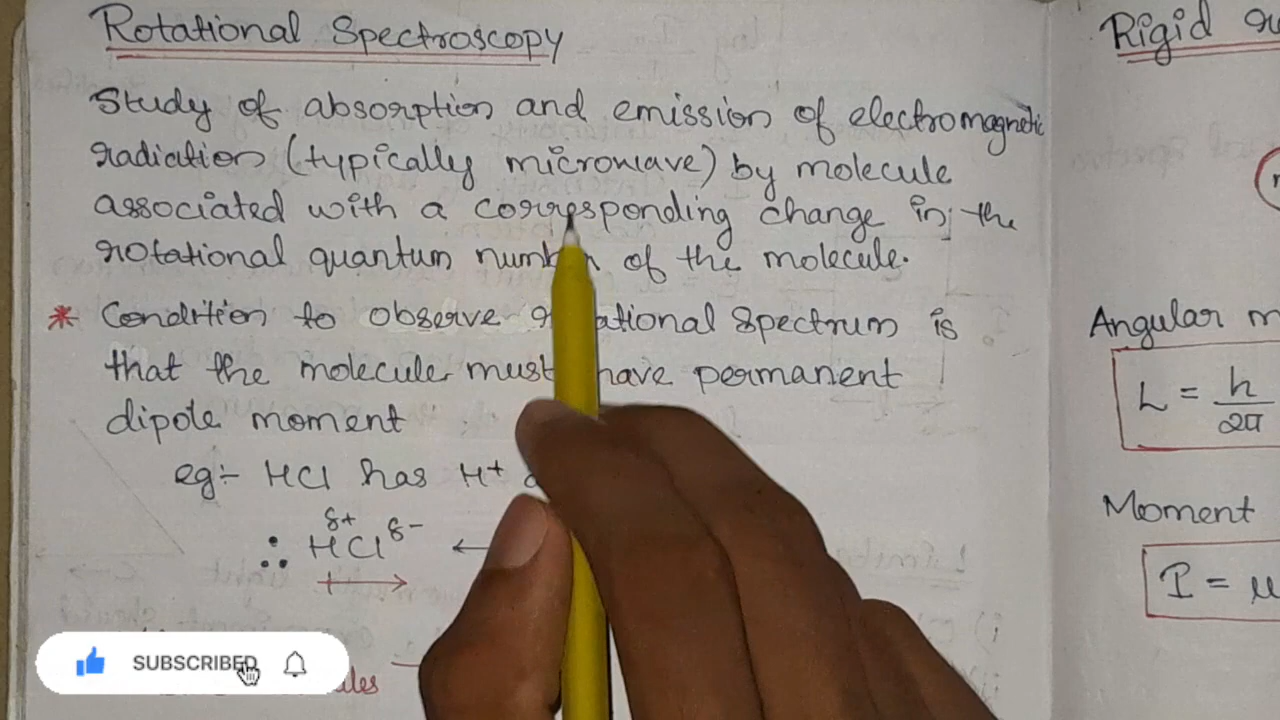 Rotational Spectroscopy
Study of absorption and emission of electromagnetic
radiation (typically microwave) by molecule
associated with a corresponding change in the
rotational quantum numb of the molecule.
* Condition to observe ational spectrum is
that the molecule must have permanent
dipole moment
eg:- HCl has H+
∴ δ+ HCl δ- ←
SUBSCRIBED
Rigid
Angular m
L = h/2π
Moment
I = μ